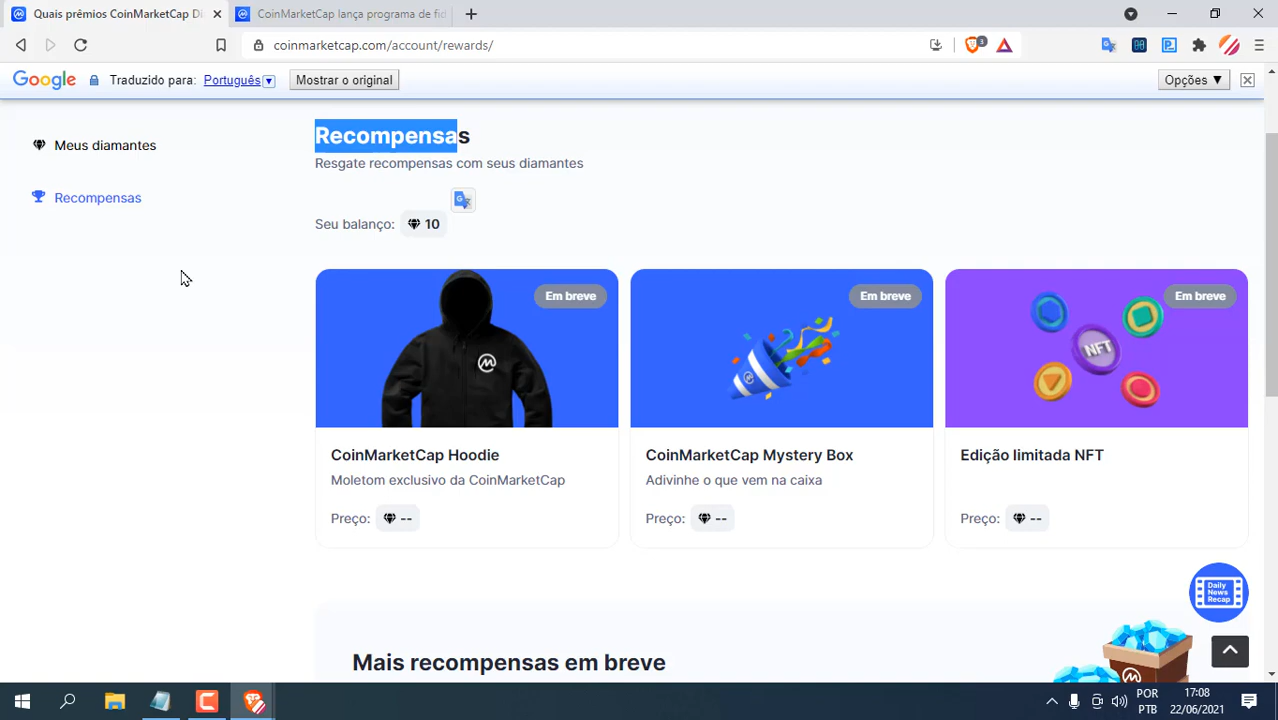 Quais prêmios CoinMarketCap Di
CoinMarketCap lança programa de fid
coinmarketcap.com/account/rewards/
3
Google Traduzido para: Português Mostrar o original Opções ▼
Meus diamantes
Recompensas
Recompensas
Resgate recompensas com seus diamantes
Seu balanço: 10
Em breve
Em breve
Em breve
NFT
CoinMarketCap Hoodie
Moletom exclusivo da CoinMarketCap
Preço: --
CoinMarketCap Mystery Box
Adivinhe o que vem na caixa
Preço: --
Edição limitada NFT
Preço: --
Daily
News
Recap
Mais recompensas em breve
POR
PTB
17:08
22/06/2021